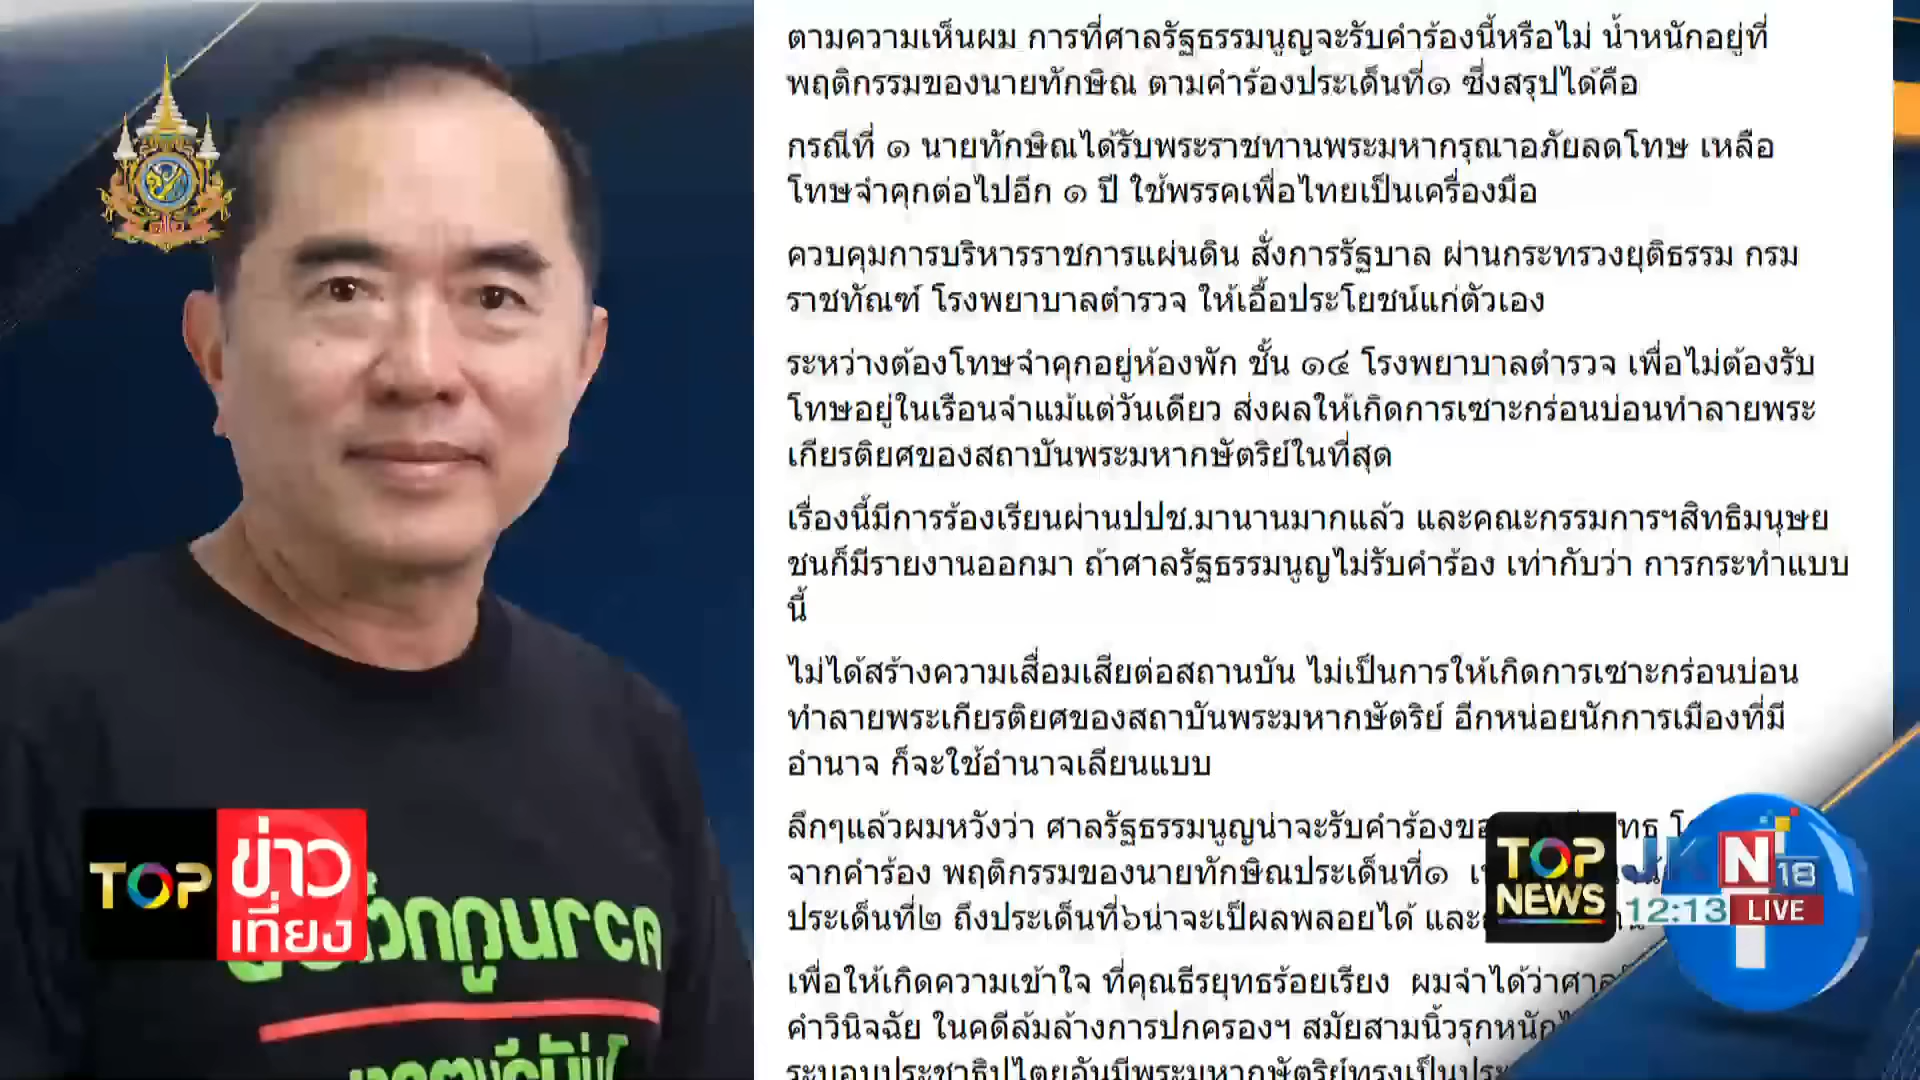 ตามความเห็นผม การที่ศาลรัฐธรรมนูญจะรับคำร้องนี้หรือไม่ น้ำหนักอยู่ที่
พฤติกรรมของนายทักษิณ ตามคำร้องประเด็นที่๑ ซึ่งสรุปได้คือ
กรณีที่ ๑ นายทักษิณได้รับพระราชทานพระมหากรุณาอภัยลดโทษ เหลือ
โทษจำคุกต่อไปอีก ๑ ปี ใช้พรรคเพื่อไทยเป็นเครื่องมือ
ควบคุมการบริหารราชการแผ่นดิน สั่งการรัฐบาล ผ่านกระทรวงยุติธรรม กรม
ราชทัณฑ์ โรงพยาบาลตำรวจ ให้เอื้อประโยชน์แก่ตัวเอง
ระหว่างต้องโทษจำคุกอยู่ห้องพัก ชั้น ๑๔ โรงพยาบาลตำรวจ เพื่อไม่ต้องรับ
โทษอยู่ในเรือนจำแม้แต่วันเดียว ส่งผลให้เกิดการเซาะกร่อนบ่อนทำลายพระ
เกียรติยศของสถาบันพระมหากษัตริย์ในที่สุด
เรื่องนี้มีการร้องเรียนผ่านปปช.มานานมากแล้ว และคณะกรรมการฯสิทธิมนุษย
ชนก็มีรายงานออกมา ถ้าศาลรัฐธรรมนูญไม่รับคำร้อง เท่ากับว่า การกระทำแบบ
นี้
ไม่ได้สร้างความเสื่อมเสียต่อสถานบัน ไม่เป็นการให้เกิดการเซาะกร่อนบ่อน
ทำลายพระเกียรติยศของสถาบันพระมหากษัตริย์ อีกหน่อยนักการเมืองที่มี
อำนาจ ก็จะใช้อำนาจเลียนแบบ
ลึกๆแล้วผมหวังว่า ศาลรัฐธรรมนูญน่าจะรับคำร้อง
จากคำร้อง พฤติกรรมของนายทักษิณประเด็นที่๑
ประเด็นที่๒ ถึงประเด็นที่๖น่าจะเป็ผลพลอยได้
เพื่อให้เกิดความเข้าใจ ที่คุณธีรยุทธร้อยเรียง ผมจำได้ว่า
คำวินิจฉัย ในคดีล้มล้างการปกครองฯ สมัยสามนิ้วรุกหนัก
ระบอบประชาธิปไตยอันมีพระมหากษัตริย์ทรงเป็น
TOP ข่าว
เที่ยง
TOP
NEWS
JKN
18
12:13 LIVE